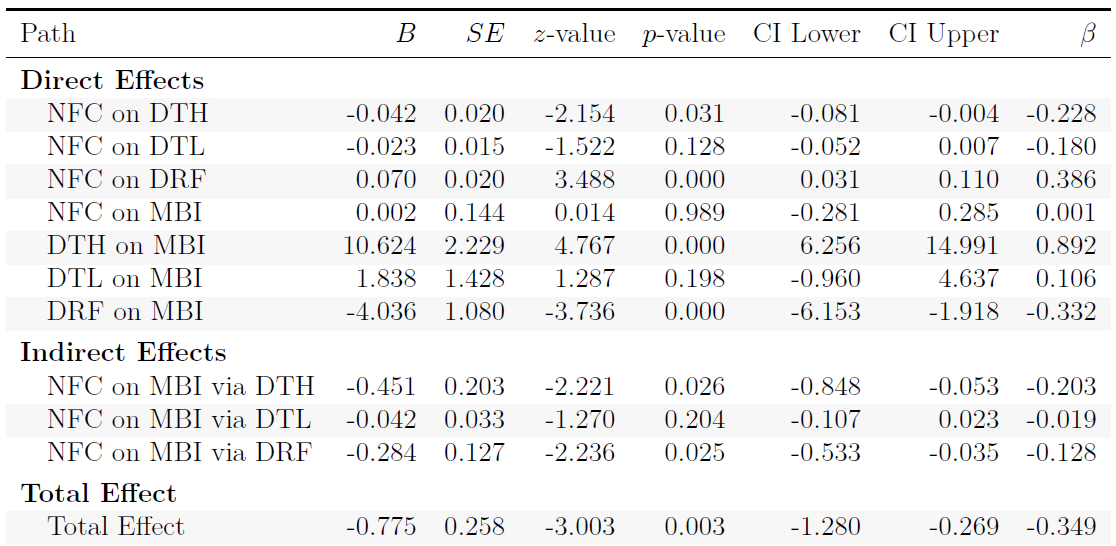 Path B SE z-value p-value CI Lower CI Upper β
Direct Effects
NFC on DTH -0.042 0.020 -2.154 0.031 -0.081 -0.004 -0.228
NFC on DTL -0.023 0.015 -1.522 0.128 -0.052 0.007 -0.180
NFC on DRF 0.070 0.020 3.488 0.000 0.031 0.110 0.386
NFC on MBI 0.002 0.144 0.014 0.989 -0.281 0.285 0.001
DTH on MBI 10.624 2.229 4.767 0.000 6.256 14.991 0.892
DTL on MBI 1.838 1.428 1.287 0.198 -0.960 4.637 0.106
DRF on MBI -4.036 1.080 -3.736 0.000 -6.153 -1.918 -0.332
Indirect Effects
NFC on MBI via DTH -0.451 0.203 -2.221 0.026 -0.848 -0.053 -0.203
NFC on MBI via DTL -0.042 0.033 -1.270 0.204 -0.107 0.023 -0.019
NFC on MBI via DRF -0.284 0.127 -2.236 0.025 -0.533 -0.035 -0.128
Total Effect
Total Effect -0.775 0.258 -3.003 0.003 -1.280 -0.269 -0.349